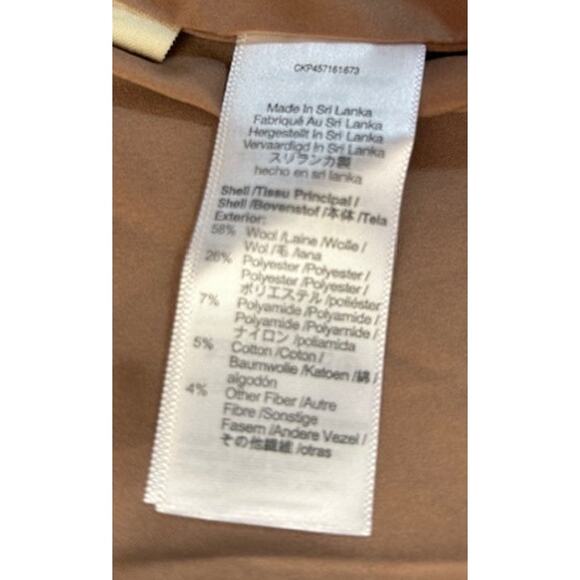 CKP457161673
Made In Sri Lanka
Fabriqué Au Sri Lanka
Hergestellt In Sri Lanka
Vervaardigd In Sri Lanka
スリランカ製
hecho en sri lanka
Shell /Tissu Principal /
Shell /Bovenstof /本体 /Tela
Exterior:
58% Wool /Laine /Wolle /
Wol /毛 /lana
26% Polyester /Polyester /
Polyester /Polyester /
ポリエステル /poliéster
7% Polyamide /Polyamide /
Polyamide /Polyamide /
ナイロン /poliamida
5% Cotton /Coton /
Baumwolle /Katoen /綿 /
algodón
4% Other Fiber /Autre
Fibre /Sonstige
Fasern /Andere Vezel /
その他繊維 /otras